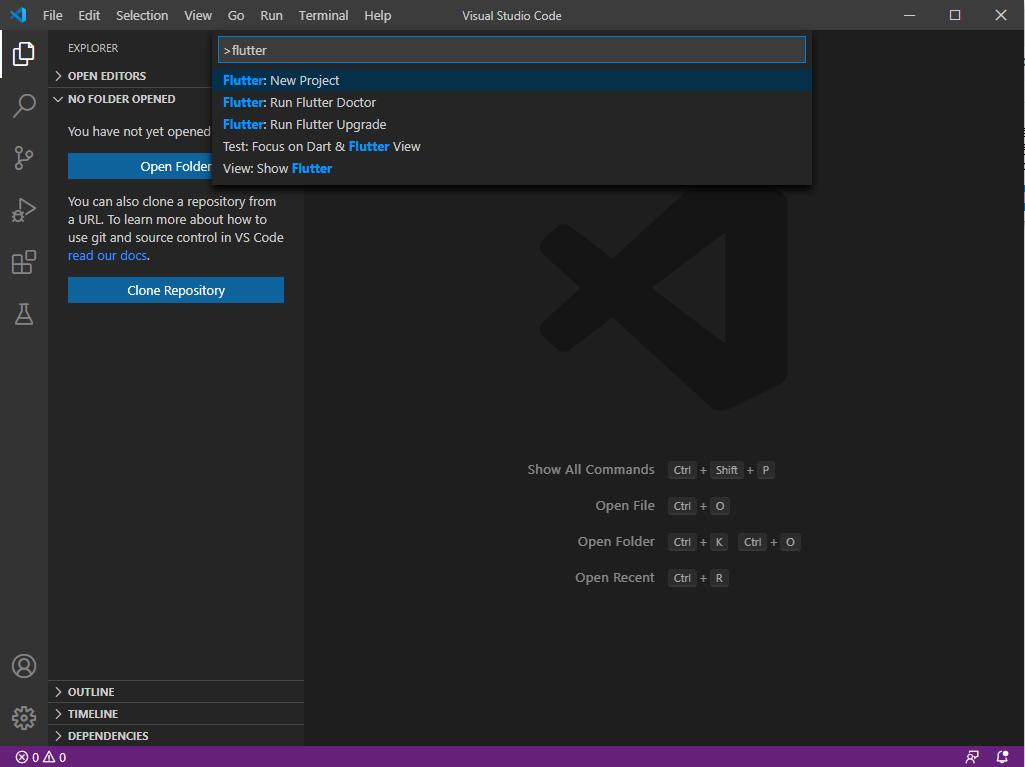 File Edit Selection View Go Run Terminal Help Visual Studio Code
EXPLORER
OPEN EDITORS
NO FOLDER OPENED
You have not yet opened
Open Folder
You can also clone a repository from
a URL. To learn more about how to
use git and source control in VS Code
read our docs.
Clone Repository
OUTLINE
TIMELINE
DEPENDENCIES
>flutter
Flutter: New Project
Flutter: Run Flutter Doctor
Flutter: Run Flutter Upgrade
Test: Focus on Dart & Flutter View
View: Show Flutter
Show All Commands Ctrl + Shift + P
Open File Ctrl + O
Open Folder Ctrl + K Ctrl + O
Open Recent Ctrl + R
0 0